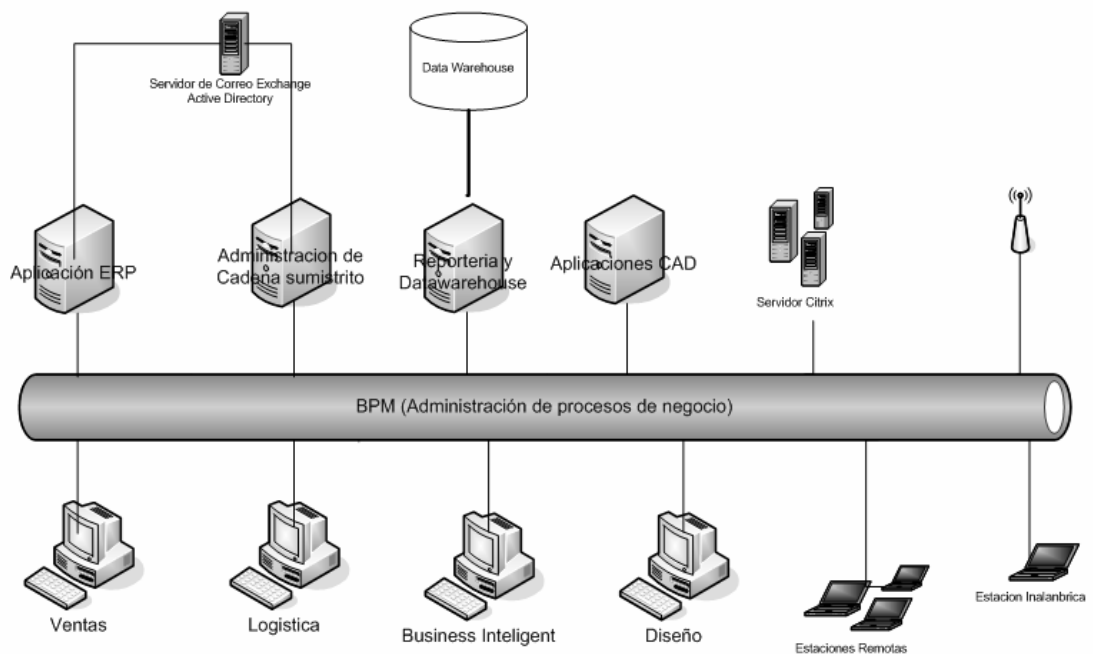 Servidor de Correo Exchange
Active Directory
Data Warehouse
Aplicación ERP
Administracion de
Cadena sumistrito
Reporteria y
Datawarehouse
Aplicaciones CAD
Servidor Citrix
BPM (Administración de procesos de negocio)
Ventas
Logistica
Business Inteligent
Diseño
Estaciones Remotas
Estacion Inalanbrica